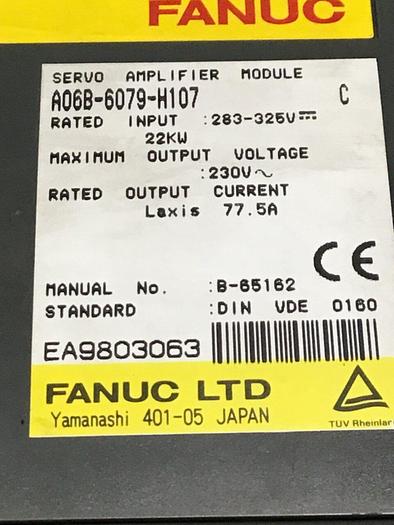 FANUC
SERVO AMPLIFIER MODULE
A06B-6079-H107 C
RATED INPUT :283-325V⎓
22KW
MAXIMUM OUTPUT VOLTAGE
:230V～
RATED OUTPUT CURRENT
Laxis 77.5A
CE
MANUAL No. :B-65162
STANDARD :DIN VDE 0160
EA9803063
FANUC LTD
Yamanashi 401-05 JAPAN
TUV Rheinlan